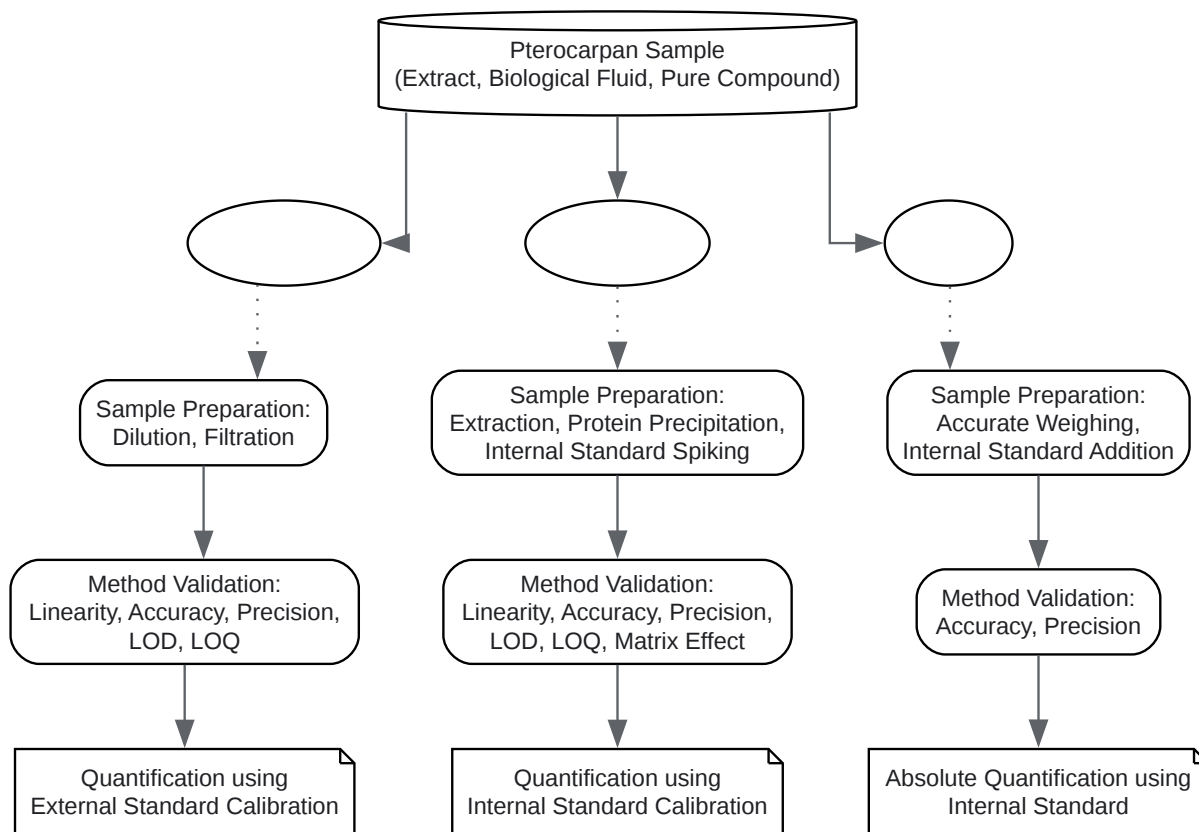 Pterocarpan Sample
(Extract, Biological Fluid, Pure Compound)
Sample Preparation:
Dilution, Filtration
Sample Preparation:
Extraction, Protein Precipitation,
Internal Standard Spiking
Sample Preparation:
Accurate Weighing,
Internal Standard Addition
Method Validation:
Linearity, Accuracy, Precision,
LOD, LOQ
Method Validation:
Linearity, Accuracy, Precision,
LOD, LOQ, Matrix Effect
Method Validation:
Accuracy, Precision
Quantification using
External Standard Calibration
Quantification using
Internal Standard Calibration
Absolute Quantification using
Internal Standard